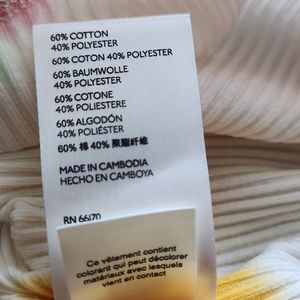 60% COTTON
40% POLYESTER
60% COTON 40% POLYESTER
60% BAUMWOLLE
40% POLYESTER
60% COTONE
40% POLIESTERE
60% ALGODÓN
40% POLIÉSTER
60% 棉 40% 聚酯纤维
MADE IN CAMBODIA
HECHO EN CAMBOYA
RN 66170
Ce vêtement contient
colorant qui peut décolorer
matériaux avec lesquels
vient en contact